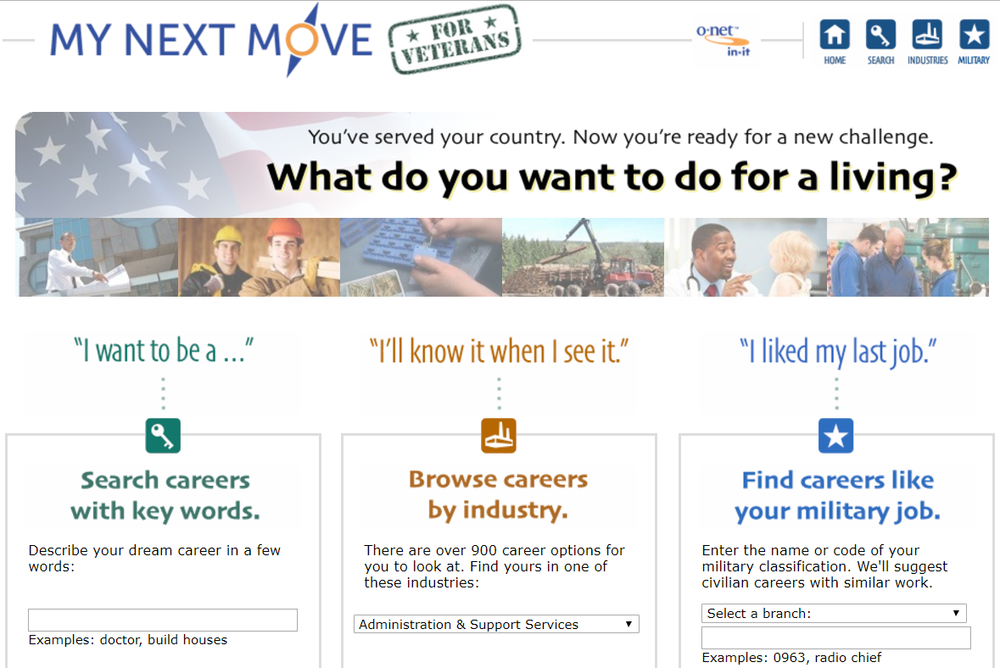 MY NEXT MOVE
FOR
VETERANS
o·net™
in-it
HOME
SEARCH
INDUSTRIES
MILITARY
You've served your country. Now you're ready for a new challenge.
What do you want to do for a living?
"I want to be a ..."
Search careers
with key words.
Describe your dream career in a few
words:
Examples: doctor, build houses
"I'll know it when I see it."
Browse careers
by industry.
There are over 900 career options for
you to look at. Find yours in one of
these industries:
Administration & Support Services
"I liked my last job."
Find careers like
your military job.
Enter the name or code of your
military classification. We'll suggest
civilian careers with similar work.
Select a branch:
Examples: 0963, radio chief